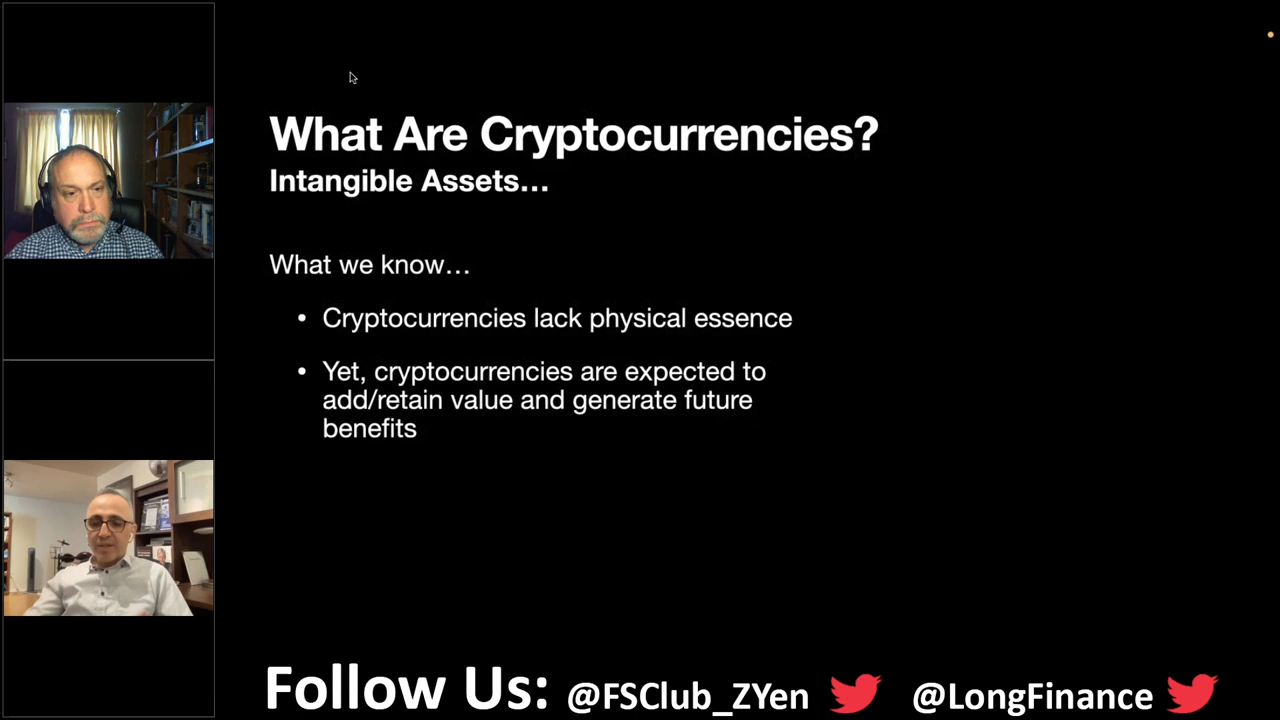 What Are Cryptocurrencies?
Intangible Assets...
What we know...
• Cryptocurrencies lack physical essence
• Yet, cryptocurrencies are expected to
add/retain value and generate future
benefits
Follow Us: @FSClub_ZYen @LongFinance